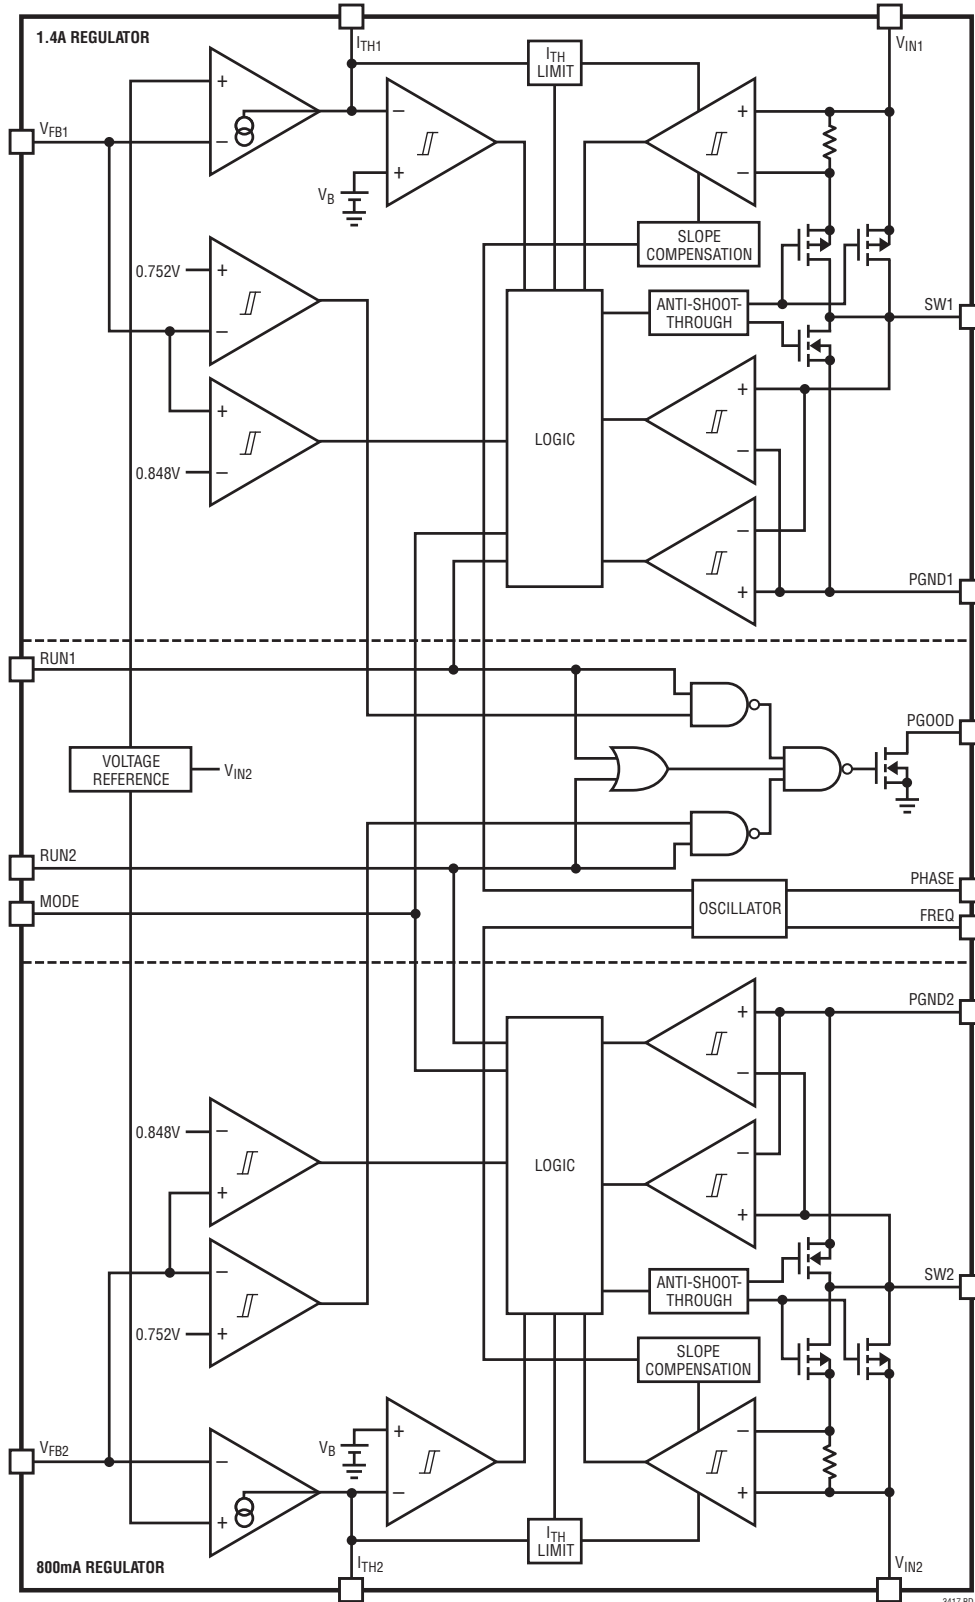 1.4A REGULATOR
ITH1
VIN1
ITH
LIMIT
+
VFB1
−
−
+
VB
+
−
SLOPE
COMPENSATION
0.752V
+
−
ANTI-SHOOT-
THROUGH
SW1
+
0.848V
−
LOGIC
+
−
−
+
PGND1
RUN1
PGOOD
VOLTAGE
REFERENCE
VIN2
RUN2
MODE
OSCILLATOR
PHASE
FREQ
PGND2
+
−
0.848V
−
+
LOGIC
−
+
−
0.752V
+
ANTI-SHOOT-
THROUGH
SW2
SLOPE
COMPENSATION
VFB2
−
+
VB
+
−
−
+
ITH
LIMIT
800mA REGULATOR
ITH2
VIN2
3417 BD